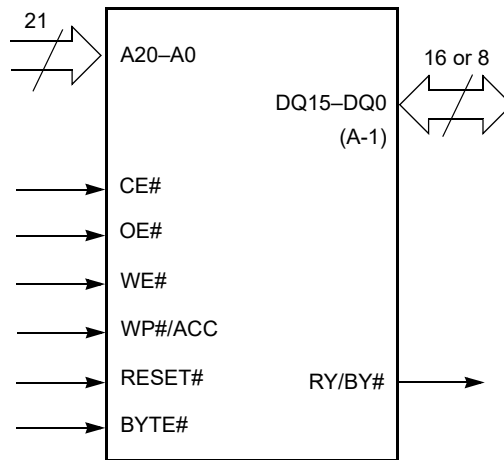 21
A20–A0
16 or 8
DQ15–DQ0
(A-1)
CE#
OE#
WE#
WP#/ACC
RESET#
RY/BY#
BYTE#